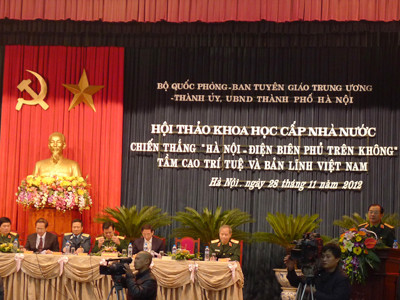 BỘ QUỐC PHÒNG-BAN TUYÊN GIÁO TRUNG ƯƠNG
-THÀNH ỦY, UBND THÀNH PHỐ HÀ NỘI
HỘI THẢO KHOA HỌC CẤP NHÀ NƯỚC
CHIẾN THẮNG "HÀ NỘI-ĐIỆN BIÊN PHỦ TRÊN KHÔNG"
TẦM CAO TRÍ TUỆ VÀ BẢN LĨNH VIỆT NAM
Hà Nội, ngày 28 tháng 11 năm 2012